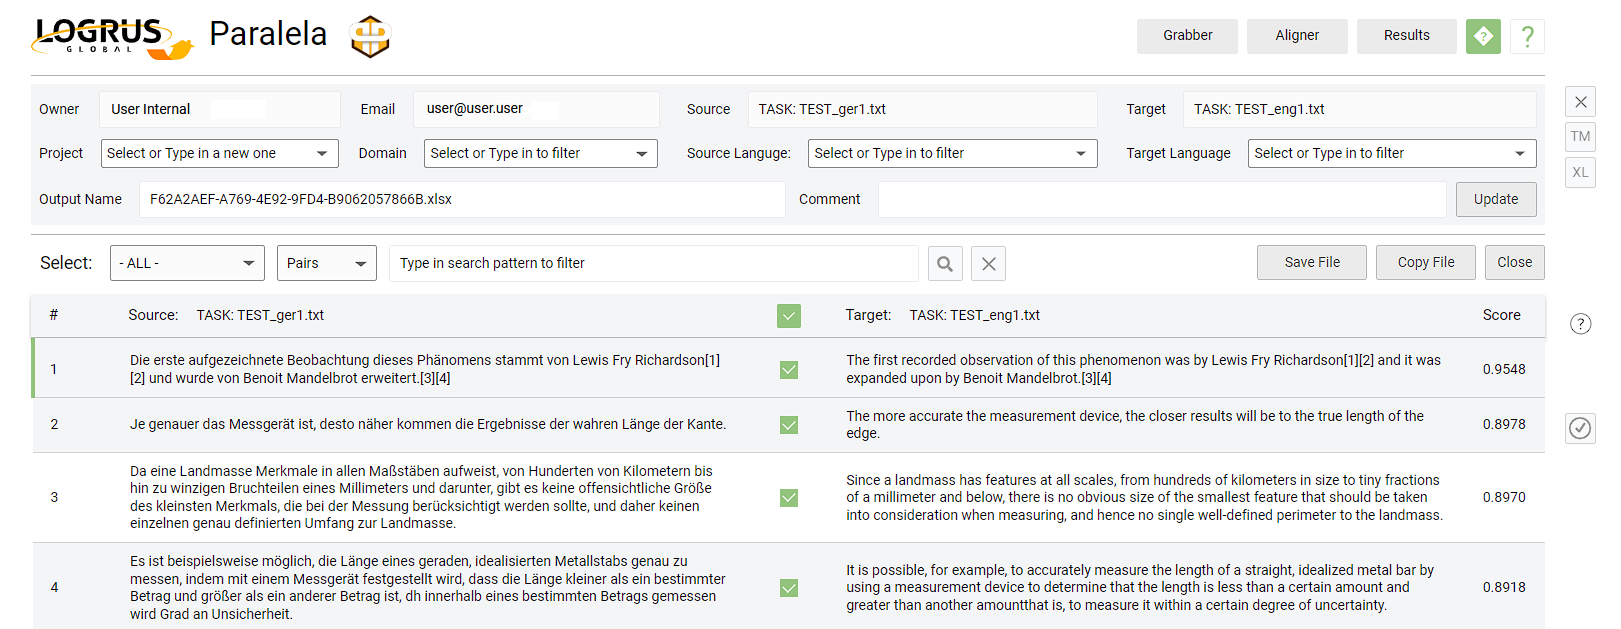 LOGRUS GLOBAL Paralela Grabber Aligner Results ? ?
Owner User Internal Email user@user.user Source TASK: TEST_ger1.txt Target TASK: TEST_eng1.txt
TM
Project Select or Type in a new one Domain Select or Type in to filter Source Languge: Select or Type in to filter Target Language Select or Type in to filter
XL
Output Name F62A2AEF-A769-4E92-9FD4-B9062057866B.xlsx Comment Update
Select: - ALL - Pairs Type in search pattern to filter Save File Copy File Close
# Source: TASK: TEST_ger1.txt Target: TASK: TEST_eng1.txt Score
?
1
Die erste aufgezeichnete Beobachtung dieses Phänomens stammt von Lewis Fry Richardson[1]
[2] und wurde von Benoit Mandelbrot erweitert.[3][4]
The first recorded observation of this phenomenon was by Lewis Fry Richardson[1][2] and it was
expanded upon by Benoit Mandelbrot.[3][4]
0.9548
2
Je genauer das Messgerät ist, desto näher kommen die Ergebnisse der wahren Länge der Kante.
The more accurate the measurement device, the closer results will be to the true length of the
edge.
0.8978
3
Da eine Landmasse Merkmale in allen Maßstäben aufweist, von Hunderten von Kilometern bis
hin zu winzigen Bruchteilen eines Millimeters und darunter, gibt es keine offensichtliche Größe
des kleinsten Merkmals, die bei der Messung berücksichtigt werden sollte, und daher keinen
einzelnen genau definierten Umfang zur Landmasse.
Since a landmass has features at all scales, from hundreds of kilometers in size to tiny fractions
of a millimeter and below, there is no obvious size of the smallest feature that should be taken
into consideration when measuring, and hence no single well-defined perimeter to the landmass.
0.8970
4
Es ist beispielsweise möglich, die Länge eines geraden, idealisierten Metallstabs genau zu
messen, indem mit einem Messgerät festgestellt wird, dass die Länge kleiner als ein bestimmter
Betrag und größer als ein anderer Betrag ist, dh innerhalb eines bestimmten Betrags gemessen
wird Grad an Unsicherheit.
It is possible, for example, to accurately measure the length of a straight, idealized metal bar by
using a measurement device to determine that the length is less than a certain amount and
greater than another amountthat is, to measure it within a certain degree of uncertainty.
0.8918